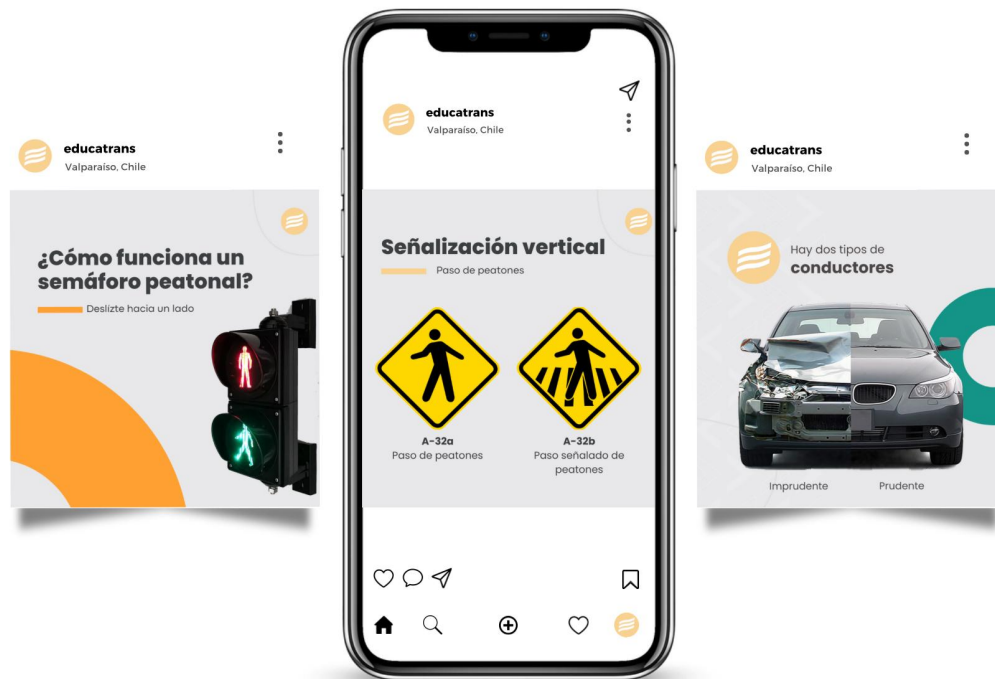 educatrans
Valparaíso, Chile
¿Cómo funciona un
semáforo peatonal?
Deslízte hacia un lado
educatrans
Valparaíso, Chile
Señalización vertical
Paso de peatones
A-32a
Paso de peatones
A-32b
Paso señalado de
peatones
educatrans
Valparaíso, Chile
Hay dos tipos de
conductores
Imprudente
Prudente